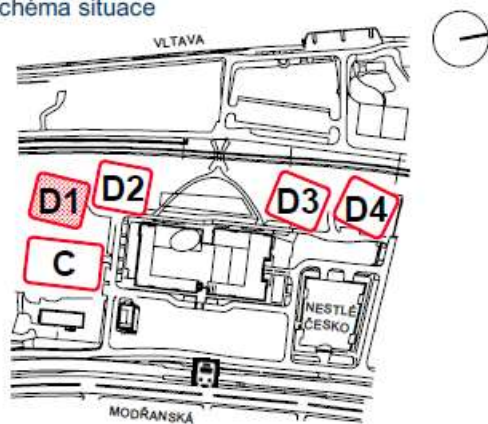 chéma situace
VLTAVA
D1
D2
D3
D4
C
NESTLÉ
ČESKO
MODŘANSKÁ